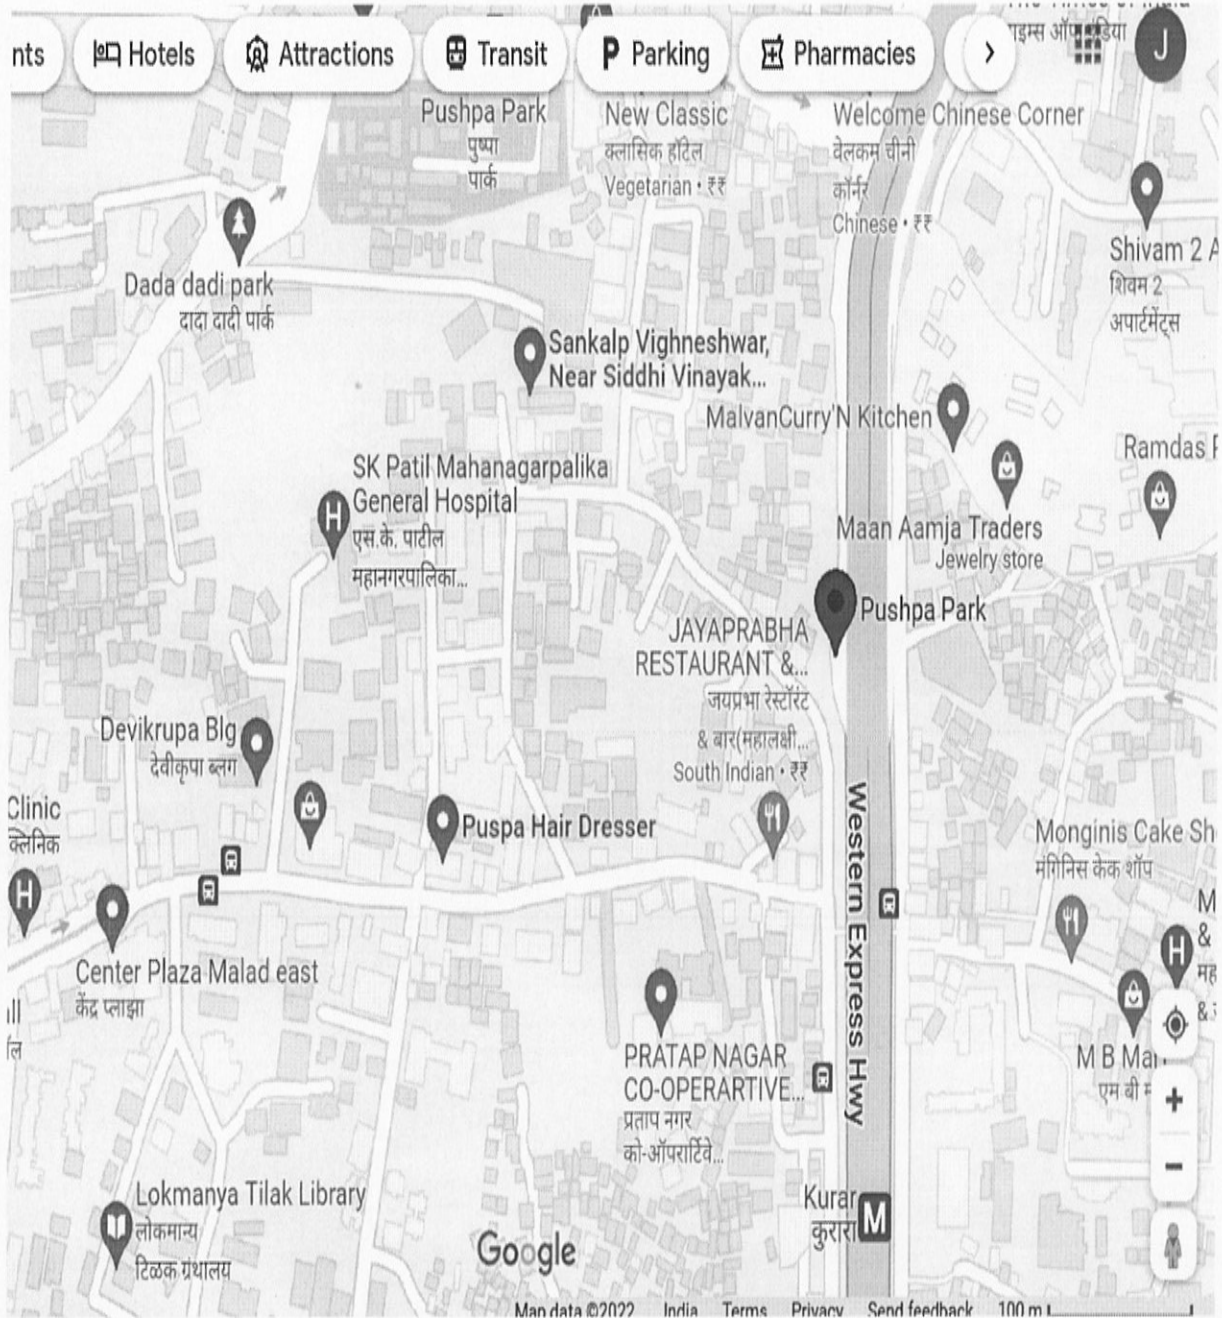 nts
Hotels
Attractions
Transit
P Parking
Pharmacies
J
Pushpa Park
पुष्पा
पार्क
New Classic
क्लासिक हॉटेल
Vegetarian • ₹₹
Welcome Chinese Corner
वेलकम चीनी
कॉर्नर
Chinese • ₹₹
Dada dadi park
दादा दादी पार्क
Shivam 2 A
शिवम 2
अपार्टमेंट्स
Sankalp Vighneshwar,
Near Siddhi Vinayak...
MalvanCurry'N Kitchen
Ramdas
SK Patil Mahanagarpalika
General Hospital
एस.के. पाटील
महानगरपालिका...
H
Maan Aamja Traders
Jewelry store
Pushpa Park
JAYAPRABHA
RESTAURANT &...
जयप्रभा रेस्टॉरंट
& बार(महालक्षी...
South Indian • ₹₹
Devikrupa Blg
देवीकृपा ब्लग
Clinic
क्लिनिक
H
Puspa Hair Dresser
Western Express Hwy
Monginis Cake Sh
मंगिनिस केक शॉप
M
&
मह
&
H
Center Plaza Malad east
केंद्र प्लाझा
PRATAP NAGAR
CO-OPERARTIVE...
प्रताप नगर
को-ऑपरार्टिवे...
M B Mar
एम बी
+
−
Lokmanya Tilak Library
लोकमान्य
टिळक ग्रंथालय
Kurar
कुरार
M
Google
Map data ©2022 India Terms Privacy Send feedback 100 m